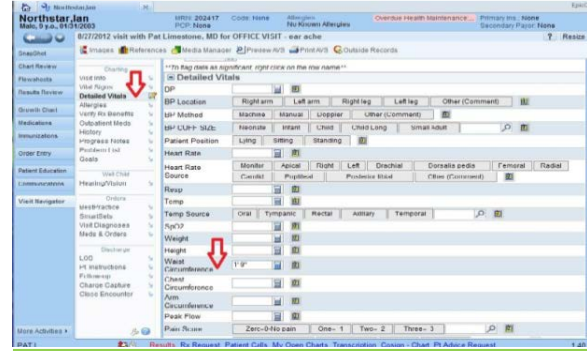 Northstar,Ian
Northstar,Ian
Male, 9 y.o., 01/31/2003
MRN: 202417
PCP: None
Code: None
Allergies
No Known Allergies
Overdue Health Maintenance...
Primary Ins.: None
Secondary Payor: None
8/27/2012 visit with Pat Limestone, MD for OFFICE VISIT - ear ache
? Resize
Images References Media Manager Preview AVS Print AVS Outside Records
SnapShot
Chart Review
Flowsheets
Results Review
Growth Chart
Medications
Immunizations
Order Entry
Patient Education
Communications
Visit Navigator
More Activities
Charting
Visit Info
Vital Signs
Detailed Vitals
Allergies
Verify Rx Benefits
Outpatient Meds
History
Progress Notes
Problem List
Goals
Well Child
Hearing/Vision
Orders
BestPractice
SmartSets
Visit Diagnoses
Meds & Orders
Discharge
LOS
Pt Instructions
Follow-up
Charge Capture
Close Encounter
**To flag data as significant, right click on the row name**
Detailed Vitals
BP
BP Location Right arm Left arm Right leg Left leg Other (Comment)
BP Method Machine Manual Doppler Other (Comment)
BP CUFF SIZE Neonate Infant Child Child Long Small Adult
Patient Position Lying Sitting Standing
Heart Rate
Heart Rate Source Monitor Apical Right Left Brachial Dorsalis pedis Femoral Radial
Carotid Popliteal Posterior tibial Other (Comment)
Resp
Temp
Temp Source Oral Tympanic Rectal Axillary Temporal
SpO2
Weight
Height
Waist Circumference
Chest Circumference
Arm Circumference
Peak Flow
Pain Score Zero=0-No pain One= 1 Two= 2 Three= 3
PAT L
Results Rx Request Patient Calls My Open Charts Transcription Cosign - Chart Pt Advice Request